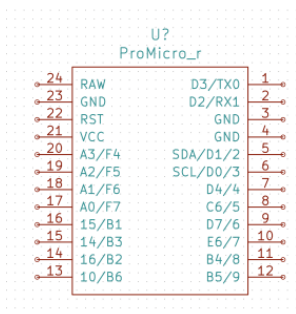 U?
ProMicro_r
24 RAW D3/TX0 1
23 GND D2/RX1 2
22 RST GND 3
21 VCC GND 4
20 A3/F4 SDA/D1/2 5
19 A2/F5 SCL/D0/3 6
18 A1/F6 D4/4 7
17 A0/F7 C6/5 8
16 15/B1 D7/6 9
15 14/B3 E6/7 10
14 16/B2 B4/8 11
13 10/B6 B5/9 12